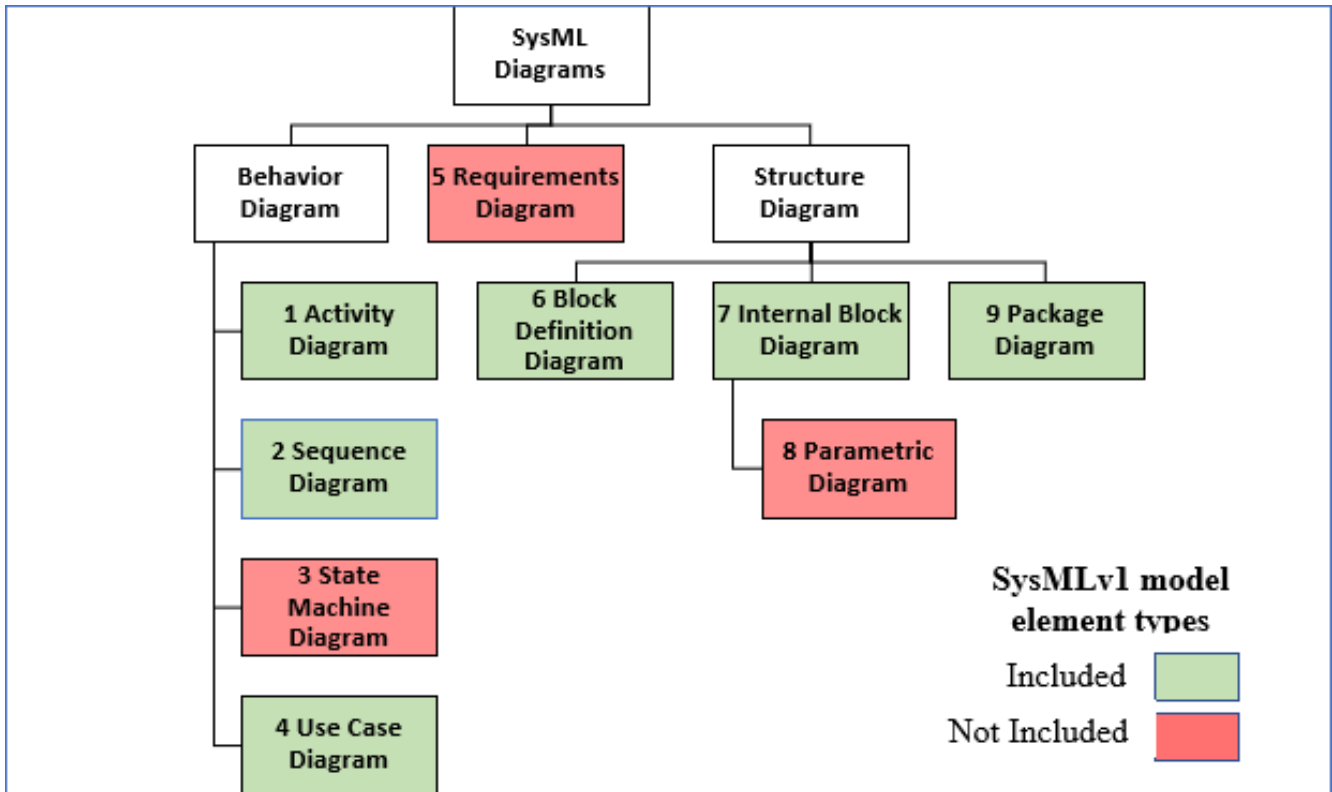 SysML
Diagrams
Behavior
Diagram
5 Requirements
Diagram
Structure
Diagram
1 Activity
Diagram
6 Block
Definition
Diagram
7 Internal Block
Diagram
9 Package
Diagram
2 Sequence
Diagram
8 Parametric
Diagram
3 State
Machine
Diagram
4 Use Case
Diagram
SysMLv1 model
element types
Included
Not Included